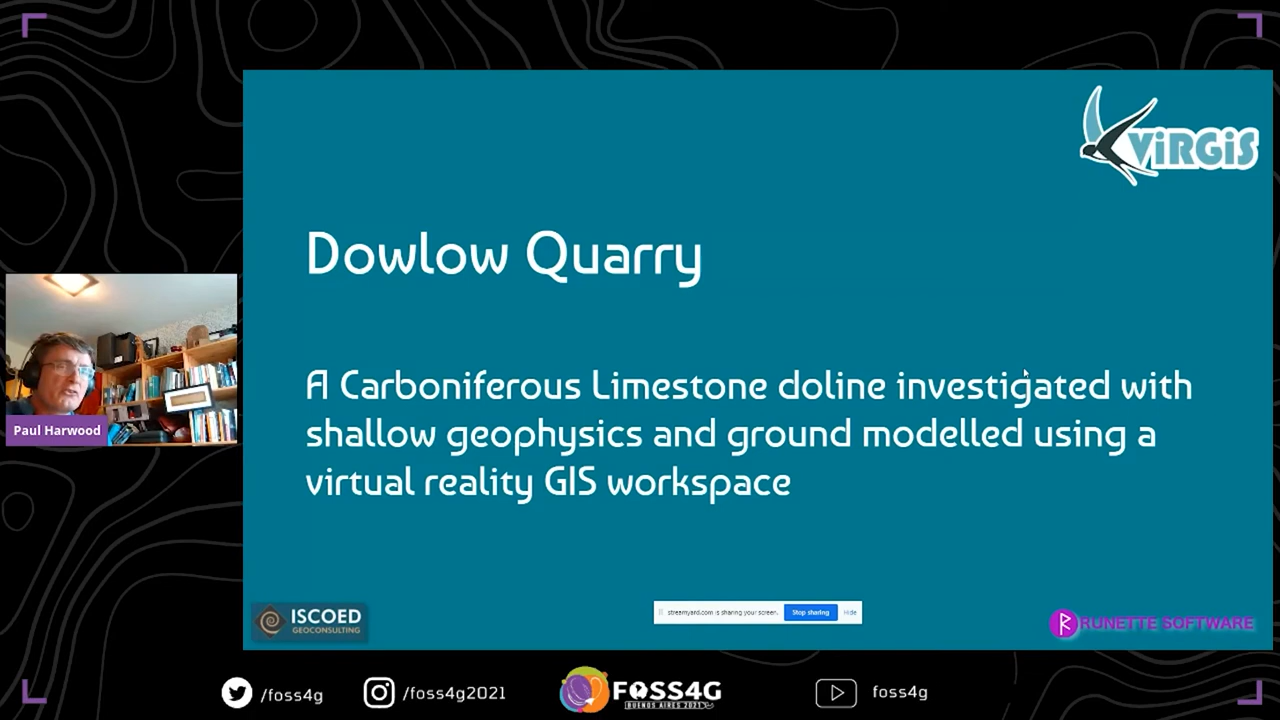 ViRGiS
Dowlow Quarry
A Carboniferous Limestone doline investigated with
shallow geophysics and ground modelled using a
virtual reality GIS workspace
Paul Harwood
ISCOED
GEOCONSULTING
streamyard.com is sharing your screen.
Stop sharing
Hide
RUNETTE SOFTWARE
/foss4g
/foss4g2021
FOSS4G
BUENOS AIRES 2021
foss4g